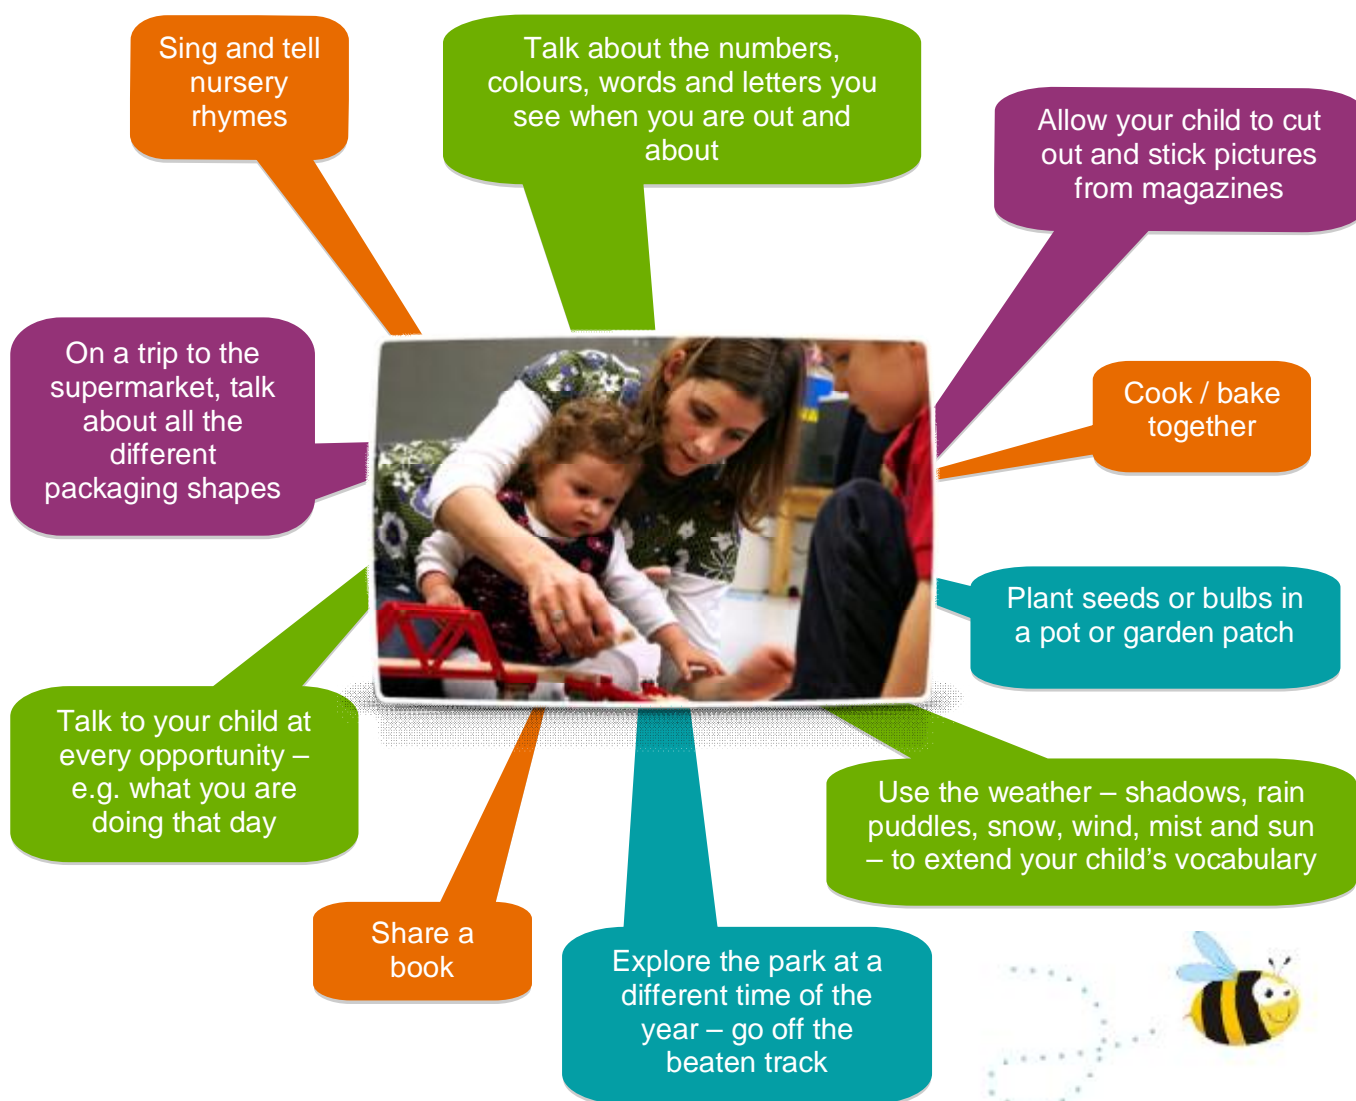 Sing and tell
nursery
rhymes
Talk about the numbers,
colours, words and letters you
see when you are out and
about
Allow your child to cut
out and stick pictures
from magazines
On a trip to the
supermarket, talk
about all the
different
packaging shapes
Cook / bake
together
Plant seeds or bulbs in
a pot or garden patch
Talk to your child at
every opportunity –
e.g. what you are
doing that day
Use the weather – shadows, rain
puddles, snow, wind, mist and sun
– to extend your child’s vocabulary
Share a
book
Explore the park at a
different time of the
year – go off the
beaten track